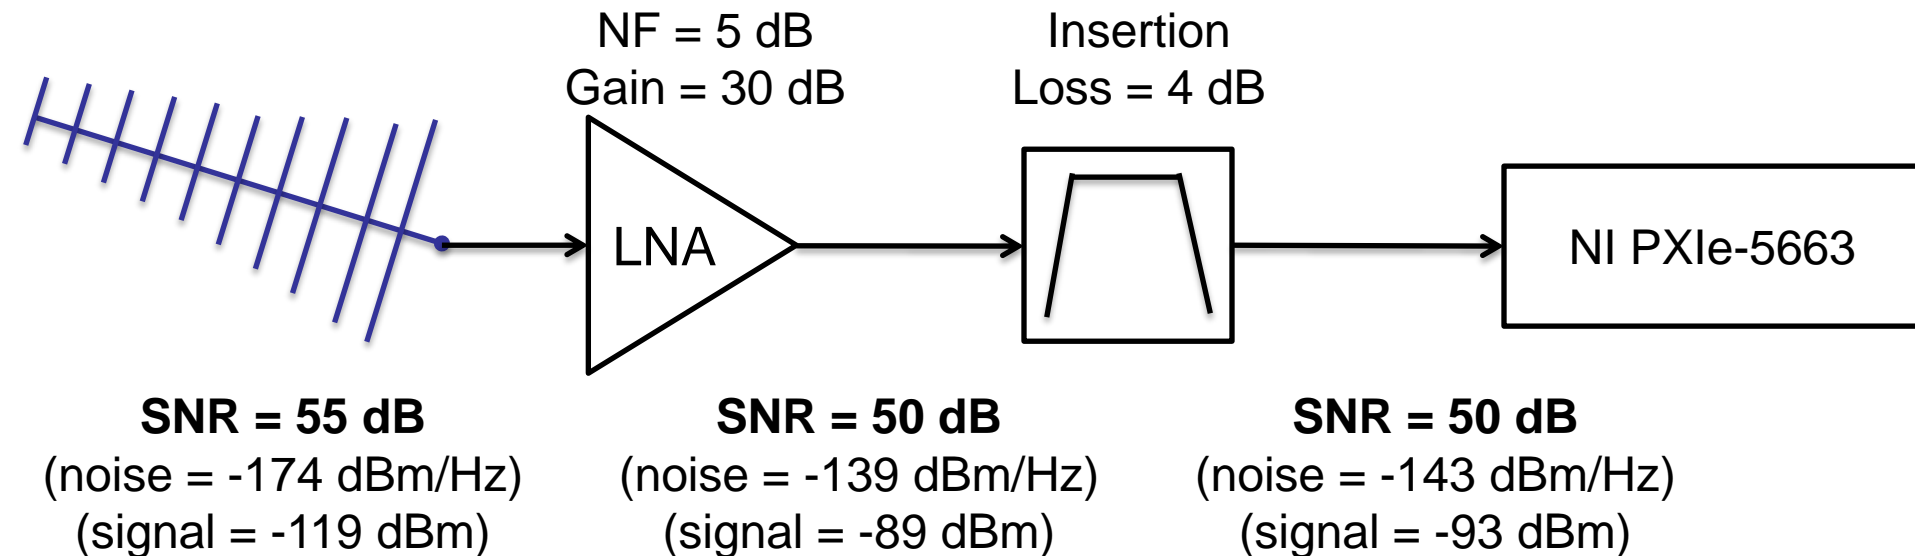 NF = 5 dB
Gain = 30 dB
Insertion
Loss = 4 dB
LNA
NI PXIe-5663
SNR = 55 dB
(noise = -174 dBm/Hz)
(signal = -119 dBm)
SNR = 50 dB
(noise = -139 dBm/Hz)
(signal = -89 dBm)
SNR = 50 dB
(noise = -143 dBm/Hz)
(signal = -93 dBm)